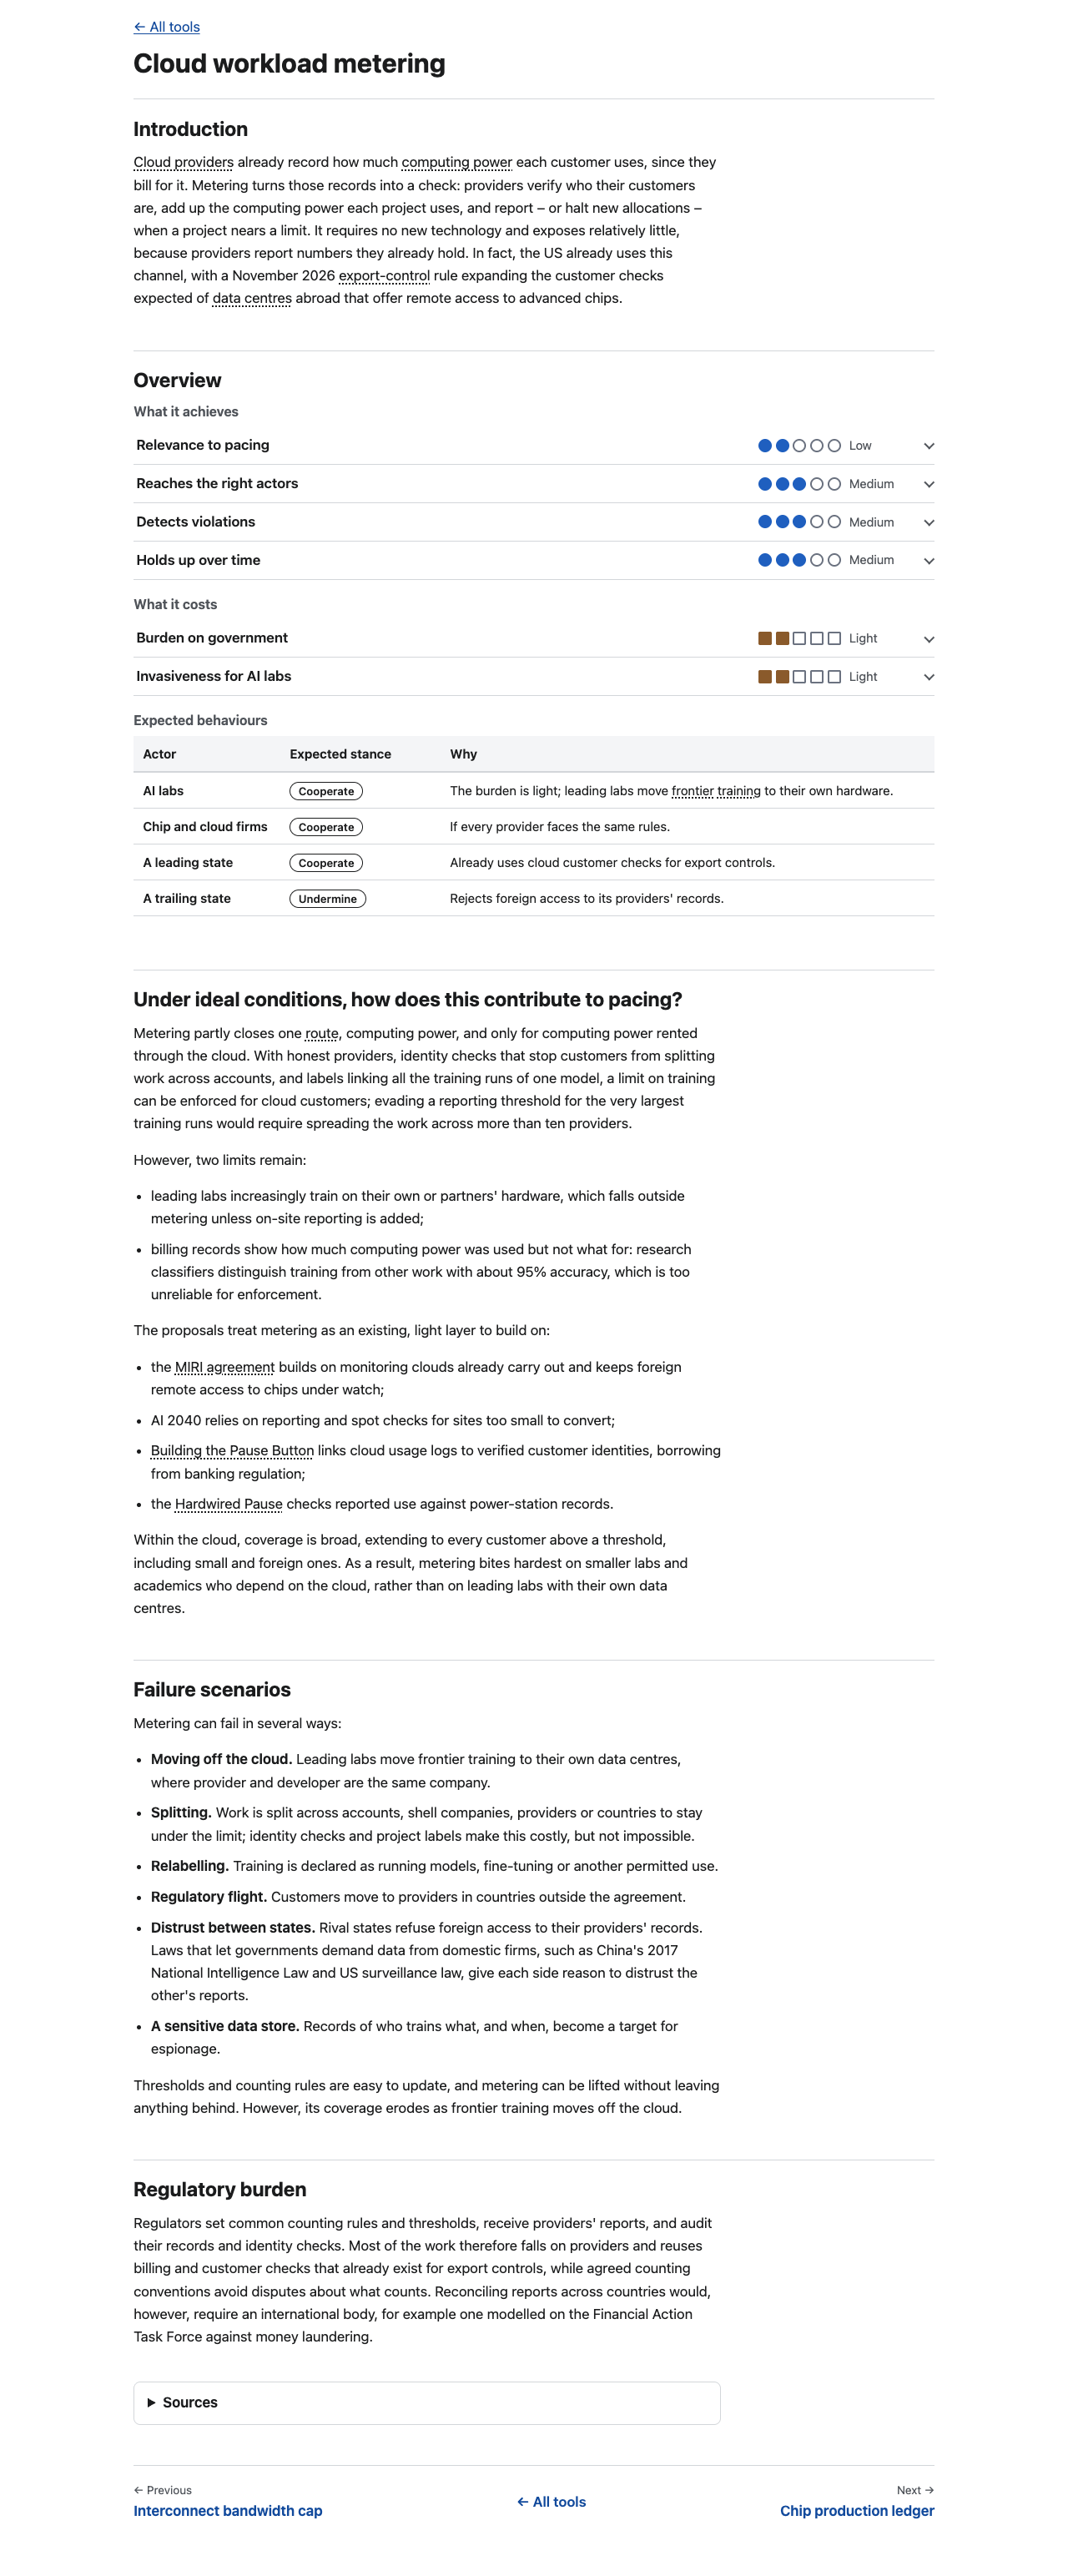 ← All tools
Cloud workload metering
Introduction
Cloud providers already record how much computing power each customer uses, since they
bill for it. Metering turns those records into a check: providers verify who their customers
are, add up the computing power each project uses, and report – or halt new allocations –
when a project nears a limit. It requires no new technology and exposes relatively little,
because providers report numbers they already hold. In fact, the US already uses this
channel, with a November 2026 export-control rule expanding the customer checks
expected of data centres abroad that offer remote access to advanced chips.
Overview
What it achieves
Relevance to pacing Low
Reaches the right actors Medium
Detects violations Medium
Holds up over time Medium
What it costs
Burden on government Light
Invasiveness for AI labs Light
Expected behaviours
Actor Expected stance Why
AI labs Cooperate The burden is light; leading labs move frontier training to their own hardware.
Chip and cloud firms Cooperate If every provider faces the same rules.
A leading state Cooperate Already uses cloud customer checks for export controls.
A trailing state Undermine Rejects foreign access to its providers' records.
Under ideal conditions, how does this contribute to pacing?
Metering partly closes one route, computing power, and only for computing power rented
through the cloud. With honest providers, identity checks that stop customers from splitting
work across accounts, and labels linking all the training runs of one model, a limit on training
can be enforced for cloud customers; evading a reporting threshold for the very largest
training runs would require spreading the work across more than ten providers.
However, two limits remain:
• leading labs increasingly train on their own or partners' hardware, which falls outside
metering unless on-site reporting is added;
• billing records show how much computing power was used but not what for: research
classifiers distinguish training from other work with about 95% accuracy, which is too
unreliable for enforcement.
The proposals treat metering as an existing, light layer to build on:
• the MIRI agreement builds on monitoring clouds already carry out and keeps foreign
remote access to chips under watch;
• AI 2040 relies on reporting and spot checks for sites too small to convert;
• Building the Pause Button links cloud usage logs to verified customer identities, borrowing
from banking regulation;
• the Hardwired Pause checks reported use against power-station records.
Within the cloud, coverage is broad, extending to every customer above a threshold,
including small and foreign ones. As a result, metering bites hardest on smaller labs and
academics who depend on the cloud, rather than on leading labs with their own data
centres.
Failure scenarios
Metering can fail in several ways:
• Moving off the cloud. Leading labs move frontier training to their own data centres,
where provider and developer are the same company.
• Splitting. Work is split across accounts, shell companies, providers or countries to stay
under the limit; identity checks and project labels make this costly, but not impossible.
• Relabelling. Training is declared as running models, fine-tuning or another permitted use.
• Regulatory flight. Customers move to providers in countries outside the agreement.
• Distrust between states. Rival states refuse foreign access to their providers' records.
Laws that let governments demand data from domestic firms, such as China's 2017
National Intelligence Law and US surveillance law, give each side reason to distrust the
other's reports.
• A sensitive data store. Records of who trains what, and when, become a target for
espionage.
Thresholds and counting rules are easy to update, and metering can be lifted without leaving
anything behind. However, its coverage erodes as frontier training moves off the cloud.
Regulatory burden
Regulators set common counting rules and thresholds, receive providers' reports, and audit
their records and identity checks. Most of the work therefore falls on providers and reuses
billing and customer checks that already exist for export controls, while agreed counting
conventions avoid disputes about what counts. Reconciling reports across countries would,
however, require an international body, for example one modelled on the Financial Action
Task Force against money laundering.
▶ Sources
← Previous
Interconnect bandwidth cap
← All tools
Next →
Chip production ledger